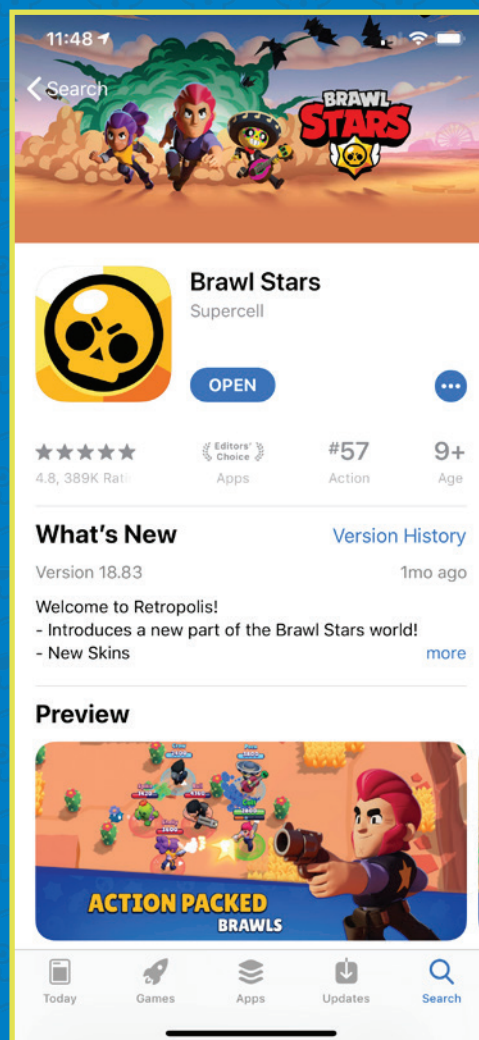 11:48
Search
BRAWL
STARS
Brawl Stars
Supercell
OPEN
4.8, 389K
Editors'
Choice
Apps
#57
Action
9+
Age
What's New
Version History
Version 18.83
1mo ago
Welcome to Retropolis!
- Introduces a new part of the Brawl Stars world!
- New Skins
more
Preview
ACTION PACKED
BRAWLS
Today
Games
Apps
Updates
Search